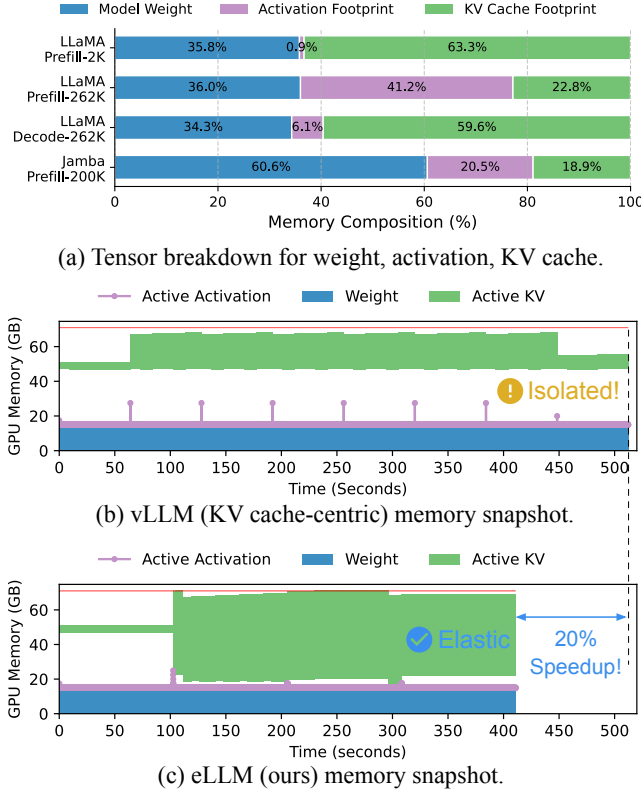 Model Weight Activation Footprint KV Cache Footprint
LLaMA
Prefill-2K
35.8% 0.9% 63.3%
LLaMA
Prefill-262K
36.0% 41.2% 22.8%
LLaMA
Decode-262K
34.3% 6.1% 59.6%
Jamba
Prefill-200K
60.6% 20.5% 18.9%
0 20 40 60 80 100
Memory Composition (%)
(a) Tensor breakdown for weight, activation, KV cache.
Active Activation Weight Active KV
GPU Memory (GB)
60
40
20
0
! Isolated!
0 50 100 150 200 250 300 350 400 450 500
Time (Seconds)
(b) vLLM (KV cache-centric) memory snapshot.
Active Activation Weight Active KV
GPU Memory (GB)
60
40
20
0
Elastic
20%
Speedup!
0 50 100 150 200 250 300 350 400 450 500
Time (seconds)
(c) eLLM (ours) memory snapshot.